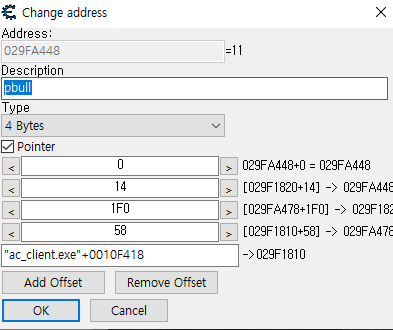 Change address
Address:
029FA448 =11
Description
pbull
Type
4 Bytes
Pointer
< 0 > 029FA448+0 = 029FA448
< 14 > [029F1820+14] -> 029FA448
< 1F0 > [029FA478+1F0] -> 029F182
< 58 > [029F1810+58] -> 029FA478
"ac_client.exe"+0010F418 ->029F1810
Add Offset Remove Offset
OK Cancel